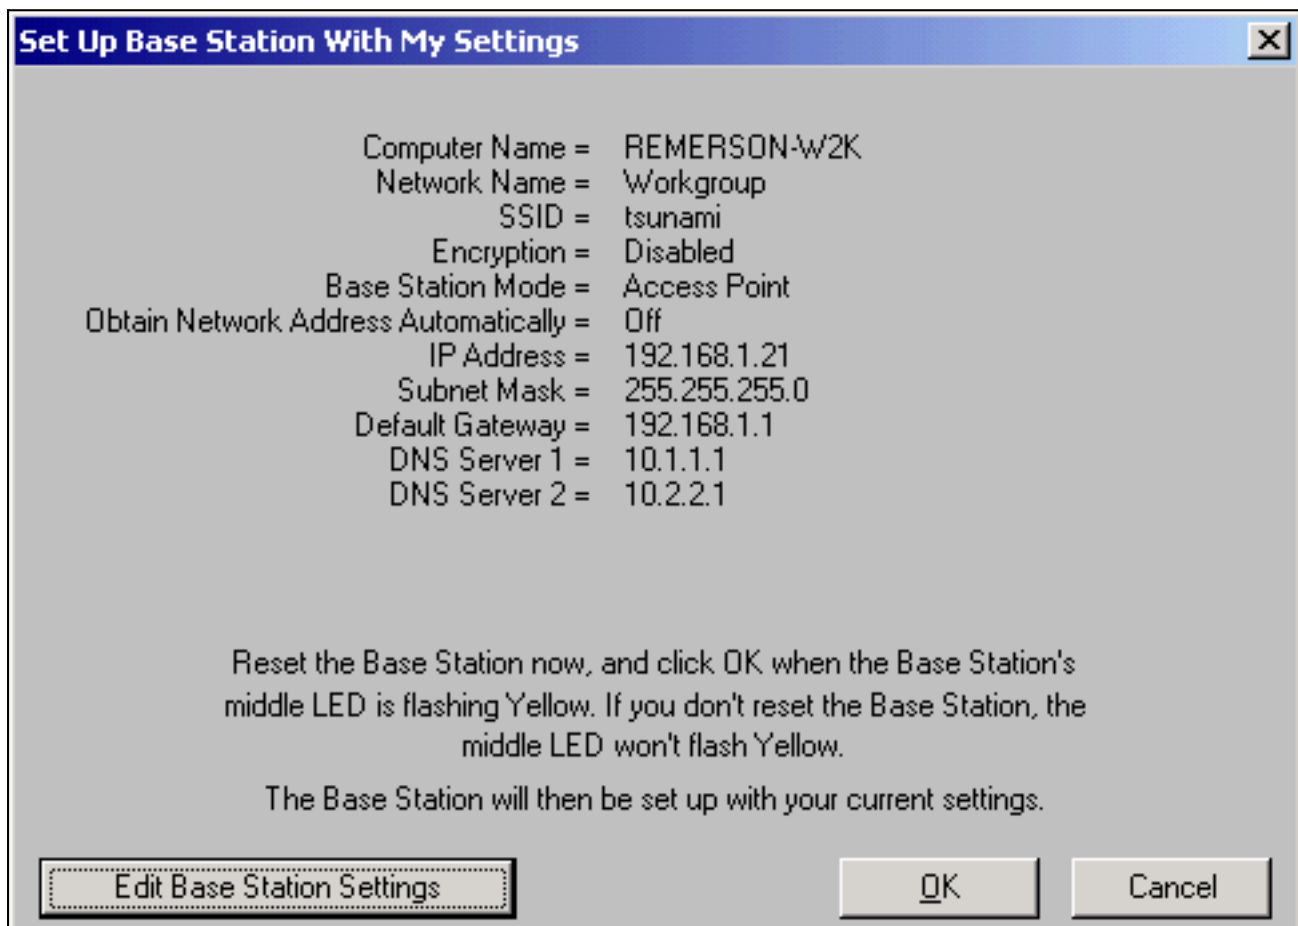 Set Up Base Station With My Settings
Computer Name = REMERSON-W2K
Network Name = Workgroup
SSID = tsunami
Encryption = Disabled
Base Station Mode = Access Point
Obtain Network Address Automatically = Off
IP Address = 192.168.1.21
Subnet Mask = 255.255.255.0
Default Gateway = 192.168.1.1
DNS Server 1 = 10.1.1.1
DNS Server 2 = 10.2.2.1
Reset the Base Station now, and click OK when the Base Station's
middle LED is flashing Yellow. If you don't reset the Base Station, the
middle LED won't flash Yellow.
The Base Station will then be set up with your current settings.
Edit Base Station Settings OK Cancel